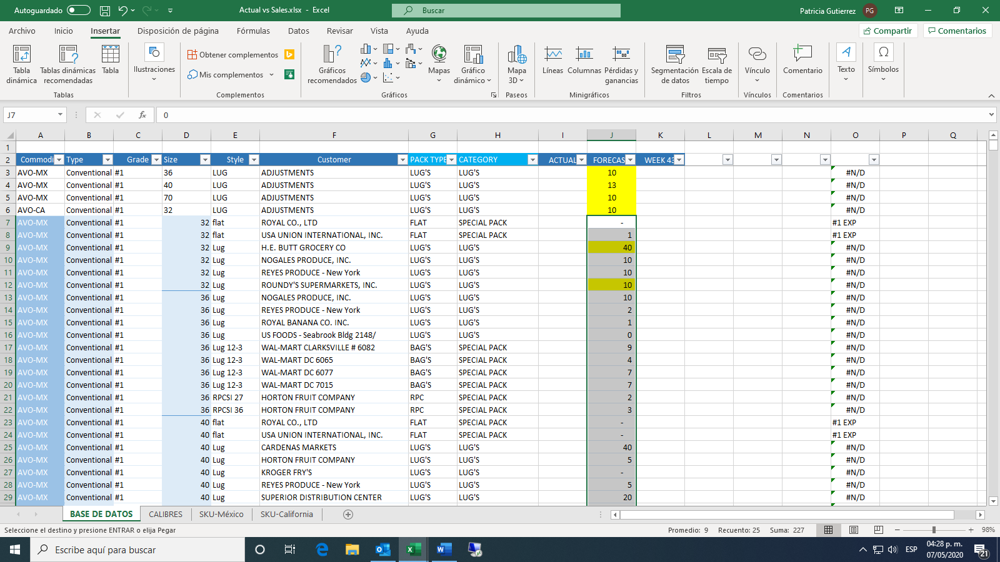 Autoguardado
Actual vs Sales.xlsx - Excel
Buscar
Patricia Gutierrez PG
Archivo Inicio Insertar Disposición de página Fórmulas Datos Revisar Vista Ayuda Compartir Comentarios
Tabla dinámica
Tablas dinámicas recomendadas
Tabla
Tablas
Ilustraciones
Obtener complementos
Mis complementos
Complementos
Gráficos recomendados
Mapas
Gráfico dinámico
Gráficos
Mapa 3D
Paseos
Líneas
Columnas
Pérdidas y ganancias
Minigráficos
Segmentación de datos
Escala de tiempo
Filtros
Vínculo
Vínculos
Comentario
Comentarios
Texto
Símbolos
J7 fx 0
A B C D E F G H I J K L M N O P Q
1
2 Commodi Type Grade Size Style Customer PACK TYPE CATEGORY ACTUAL FORECAS WEEK 43
3 AVO-MX Conventional #1 36 LUG ADJUSTMENTS LUG'S LUG'S 10 #N/D
4 AVO-MX Conventional #1 40 LUG ADJUSTMENTS LUG'S LUG'S 13 #N/D
5 AVO-MX Conventional #1 70 LUG ADJUSTMENTS LUG'S LUG'S 10 #N/D
6 AVO-CA Conventional #1 32 LUG ADJUSTMENTS LUG'S LUG'S 10 #N/D
7 AVO-MX Conventional #1 32 flat ROYAL CO., LTD FLAT SPECIAL PACK - #1 EXP
8 AVO-MX Conventional #1 32 flat USA UNION INTERNATIONAL, INC. FLAT SPECIAL PACK 1 #1 EXP
9 AVO-MX Conventional #1 32 Lug H.E. BUTT GROCERY CO LUG'S LUG'S 40 #N/D
10 AVO-MX Conventional #1 32 Lug NOGALES PRODUCE, INC. LUG'S LUG'S 10 #N/D
11 AVO-MX Conventional #1 32 Lug REYES PRODUCE - New York LUG'S LUG'S 10 #N/D
12 AVO-MX Conventional #1 32 Lug ROUNDY'S SUPERMARKETS, INC. LUG'S LUG'S 10 #N/D
13 AVO-MX Conventional #1 36 Lug NOGALES PRODUCE, INC. LUG'S LUG'S 10 #N/D
14 AVO-MX Conventional #1 36 Lug REYES PRODUCE - New York LUG'S LUG'S 2 #N/D
15 AVO-MX Conventional #1 36 Lug ROYAL BANANA CO. INC. LUG'S LUG'S 1 #N/D
16 AVO-MX Conventional #1 36 Lug US FOODS - Seabrook Bldg 2148/ LUG'S LUG'S 0 #N/D
17 AVO-MX Conventional #1 36 Lug 12-3 WAL-MART CLARKSVILLE # 6082 BAG'S SPECIAL PACK 9 #N/D
18 AVO-MX Conventional #1 36 Lug 12-3 WAL-MART DC 6065 BAG'S SPECIAL PACK 4 #N/D
19 AVO-MX Conventional #1 36 Lug 12-3 WAL-MART DC 6077 BAG'S SPECIAL PACK 7 #N/D
20 AVO-MX Conventional #1 36 Lug 12-3 WAL-MART DC 7015 BAG'S SPECIAL PACK 7 #N/D
21 AVO-MX Conventional #1 36 RPCSI 27 HORTON FRUIT COMPANY RPC SPECIAL PACK 2 #N/D
22 AVO-MX Conventional #1 36 RPCSI 36 HORTON FRUIT COMPANY RPC SPECIAL PACK 3 #N/D
23 AVO-MX Conventional #1 40 flat ROYAL CO., LTD FLAT SPECIAL PACK - #1 EXP
24 AVO-MX Conventional #1 40 flat USA UNION INTERNATIONAL, INC. FLAT SPECIAL PACK - #1 EXP
25 AVO-MX Conventional #1 40 Lug CARDENAS MARKETS LUG'S LUG'S 40 #N/D
26 AVO-MX Conventional #1 40 Lug HORTON FRUIT COMPANY LUG'S LUG'S 5 #N/D
27 AVO-MX Conventional #1 40 Lug KROGER FRY'S LUG'S LUG'S - #N/D
28 AVO-MX Conventional #1 40 Lug REYES PRODUCE - New York LUG'S LUG'S 5 #N/D
29 AVO-MX Conventional #1 40 Lug SUPERIOR DISTRIBUTION CENTER LUG'S LUG'S 20 #N/D
BASE DE DATOS CALIBRES SKU-México SKU-California
Seleccione el destino y presione ENTRAR o elija Pegar
Promedio: 9 Recuento: 25 Suma: 227 98%
Escribe aquí para buscar
ESP
04:28 p. m.
07/05/2020
21